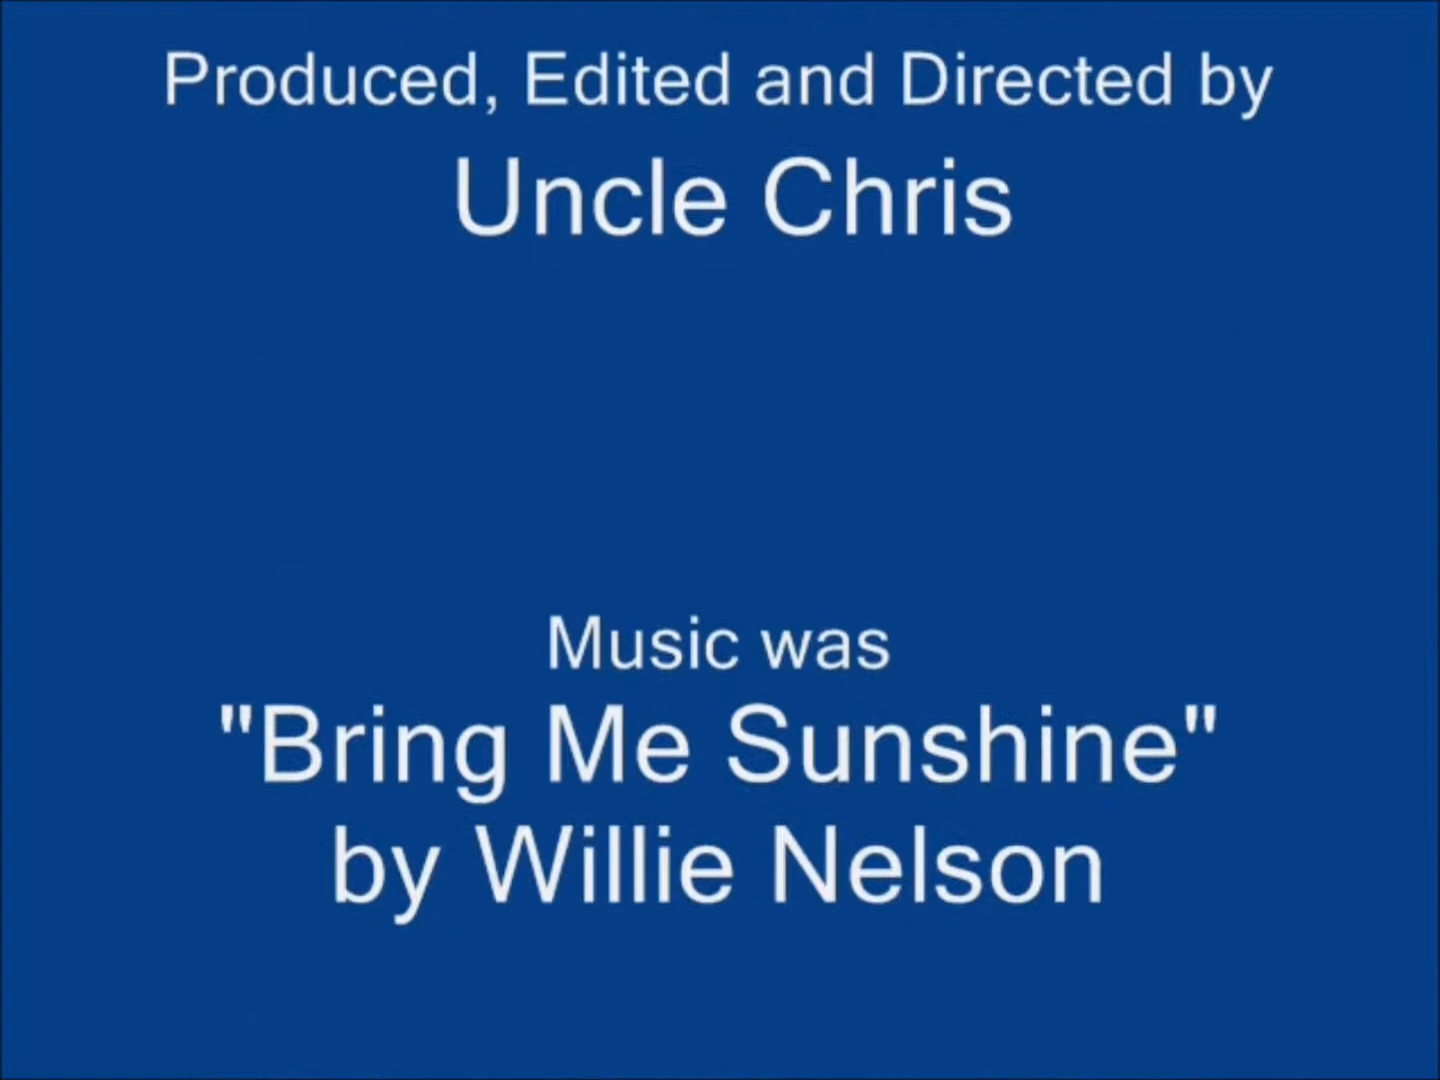 Produced, Edited and Directed by
Uncle Chris
Music was
"Bring Me Sunshine"
by Willie Nelson